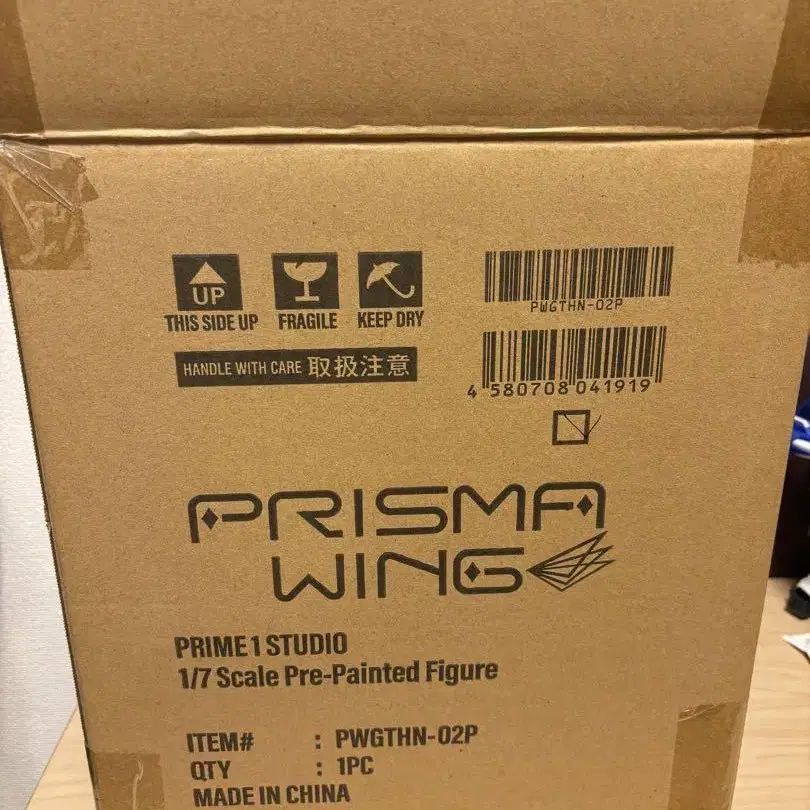 UP
THIS SIDE UP
FRAGILE
KEEP DRY
HANDLE WITH CARE 取扱注意
PWGTHN-02P
4 580708 041919
PRISMA
WING
PRIME 1 STUDIO
1/7 Scale Pre-Painted Figure
ITEM# : PWGTHN-02P
QTY : 1PC
MADE IN CHINA